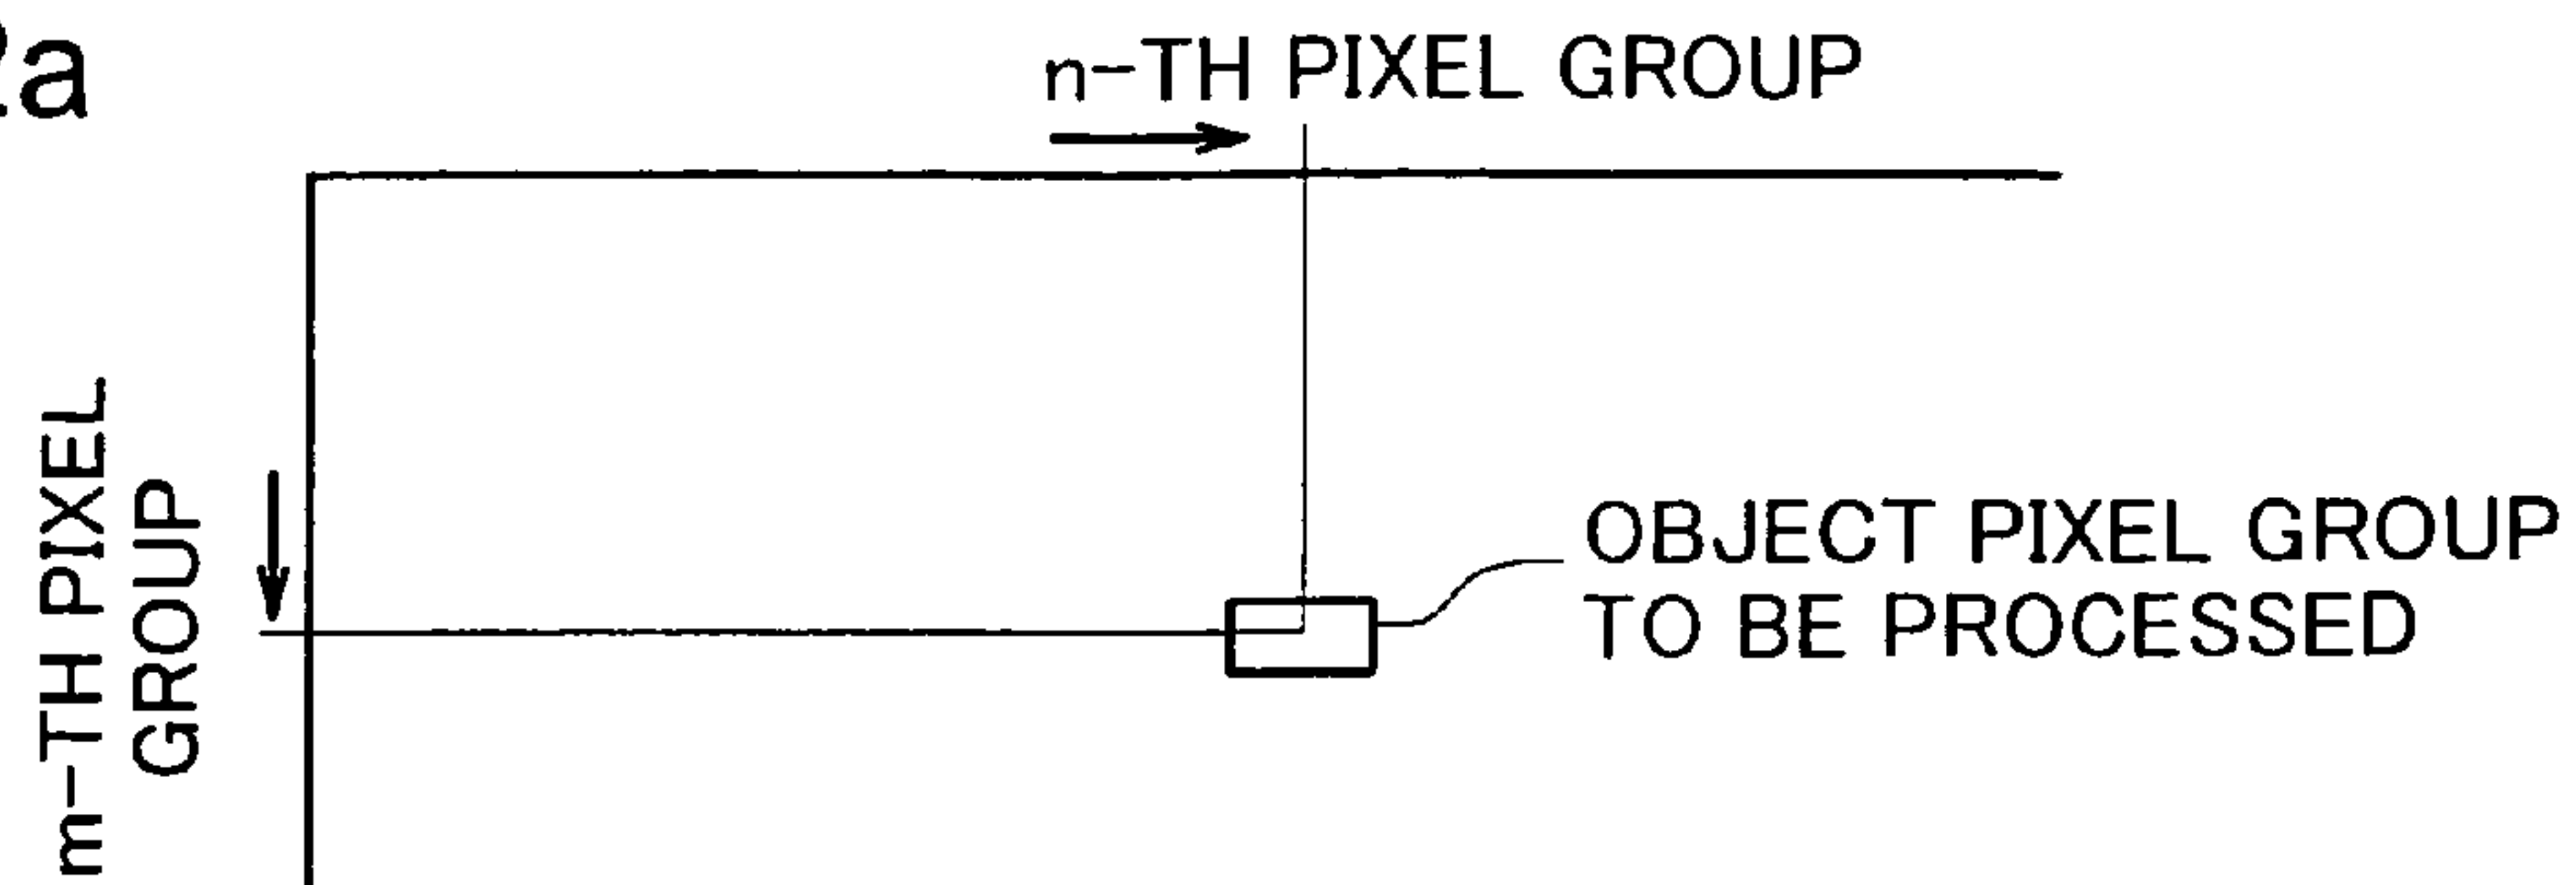 2a
n-TH PIXEL GROUP
m-TH PIXEL
GROUP
OBJECT PIXEL GROUP
TO BE PROCESSED